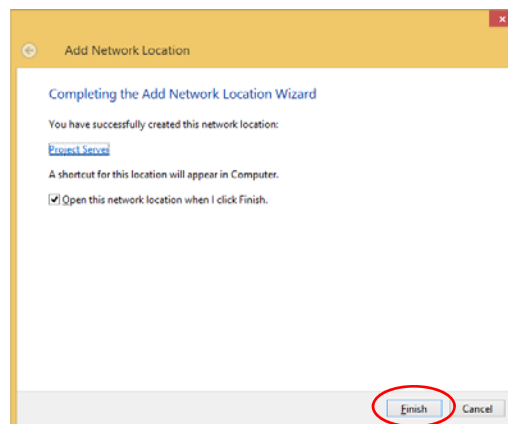 Add Network Location
Completing the Add Network Location Wizard
You have successfully created this network location:
Project Server
A shortcut for this location will appear in Computer.
Open this network location when I click Finish.
Finish Cancel